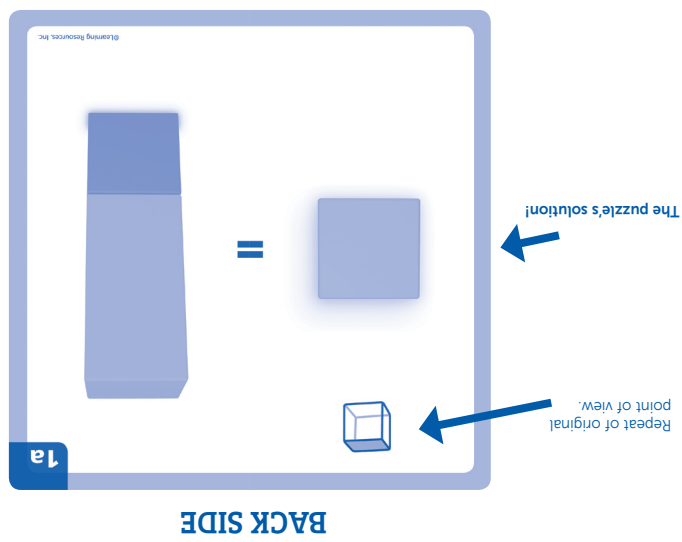 BACK SIDE
1a
Repeat of original
point of view.
The puzzle's solution!
=
©Learning Resources, Inc.